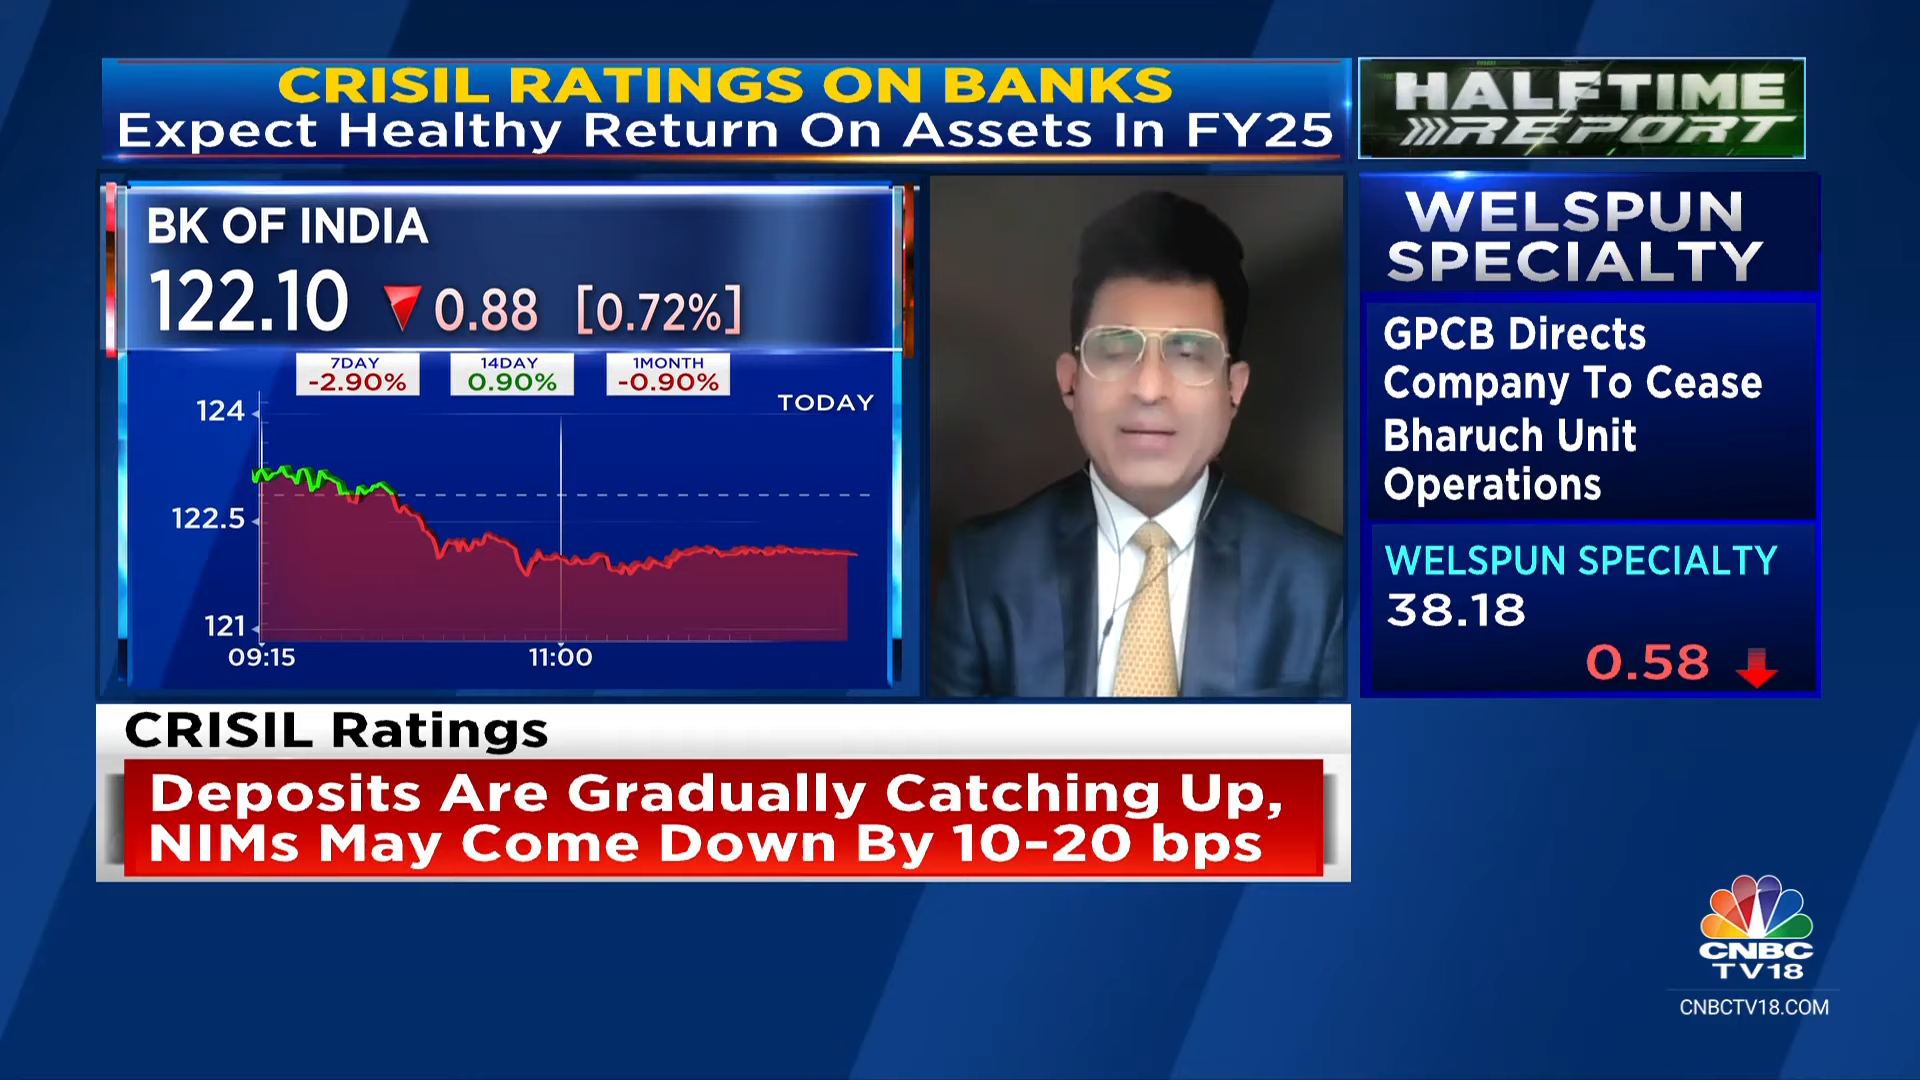 CRISIL RATINGS ON BANKS
Expect Healthy Return On Assets In FY25
HALFTIME
REPORT
BK OF INDIA
122.10 0.88 [0.72%]
7DAY
-2.90%
14DAY
0.90%
1MONTH
-0.90%
TODAY
124
122.5
121
09:15
11:00
WELSPUN
SPECIALTY
GPCB Directs
Company To Cease
Bharuch Unit
Operations
WELSPUN SPECIALTY
38.18
0.58
CRISIL Ratings
Deposits Are Gradually Catching Up,
NIMs May Come Down By 10-20 bps
CNBC
TV18
CNBCTV18.COM